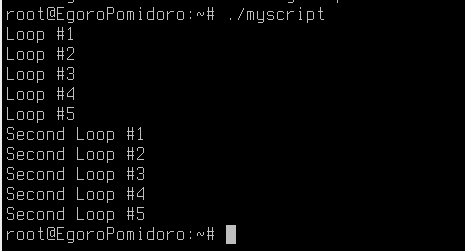 root@EgoroPomidoro:~# ./myscript
Loop #1
Loop #2
Loop #3
Loop #4
Loop #5
Second Loop #1
Second Loop #2
Second Loop #3
Second Loop #4
Second Loop #5
root@EgoroPomidoro:~#